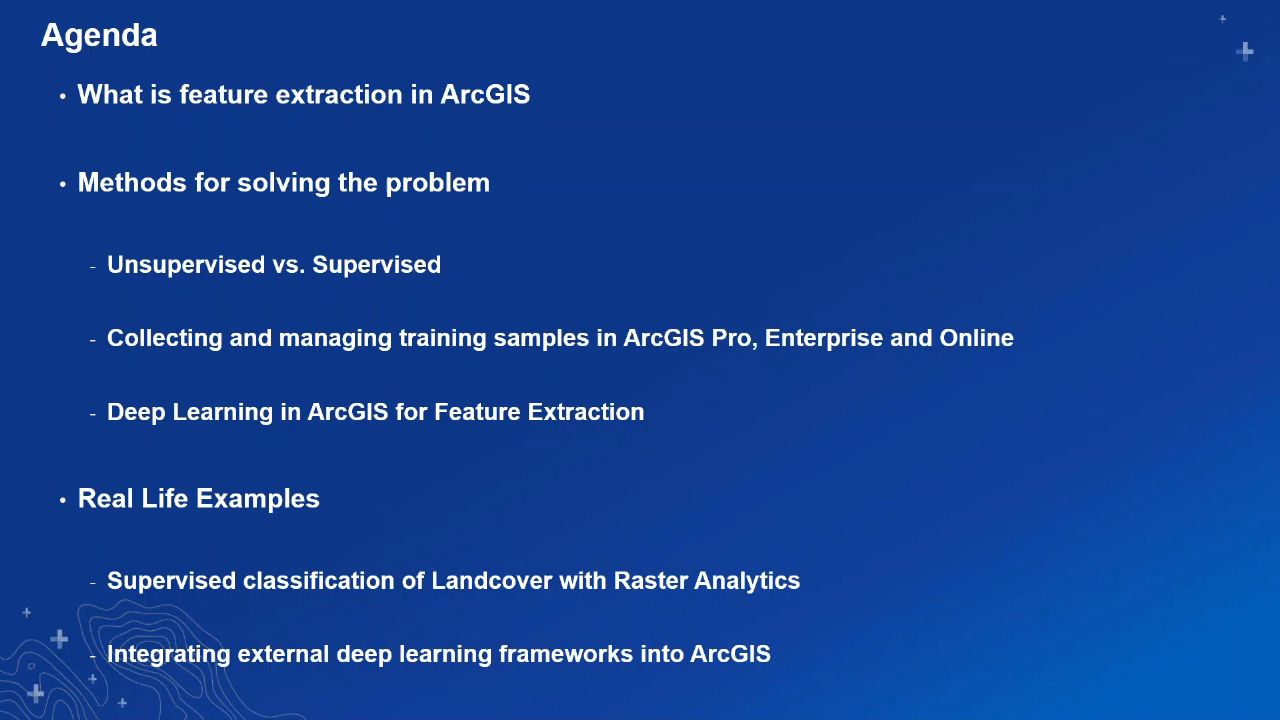 Agenda
• What is feature extraction in ArcGIS
• Methods for solving the problem
- Unsupervised vs. Supervised
- Collecting and managing training samples in ArcGIS Pro, Enterprise and Online
- Deep Learning in ArcGIS for Feature Extraction
• Real Life Examples
- Supervised classification of Landcover with Raster Analytics
- Integrating external deep learning frameworks into ArcGIS